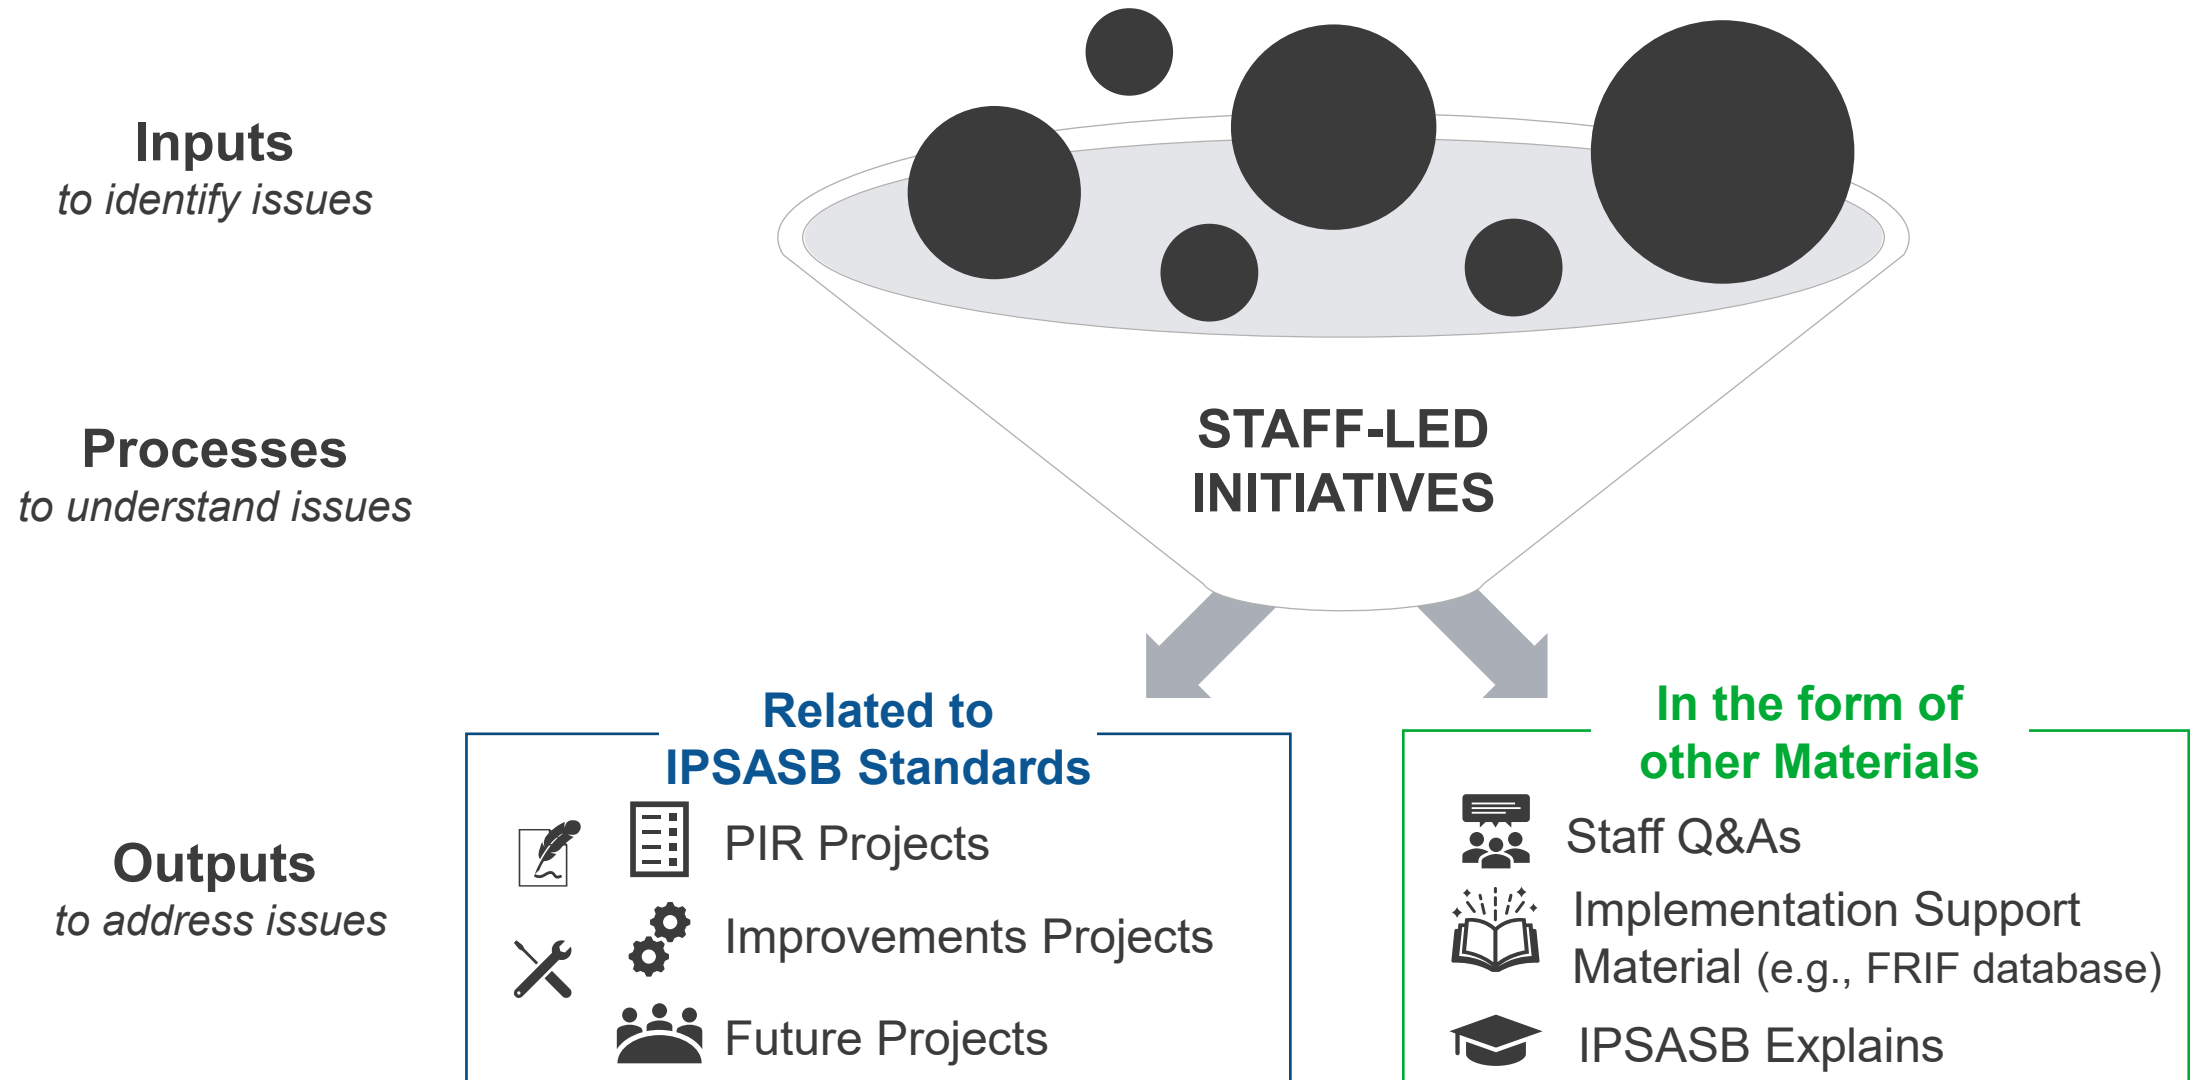 Inputs
to identify issues
Processes
to understand issues
STAFF-LED
INITIATIVES
Outputs
to address issues
Related to
IPSASB Standards
PIR Projects
Improvements Projects
Future Projects
In the form of
other Materials
Staff Q&As
Implementation Support
Material (e.g., FRIF database)
IPSASB Explains